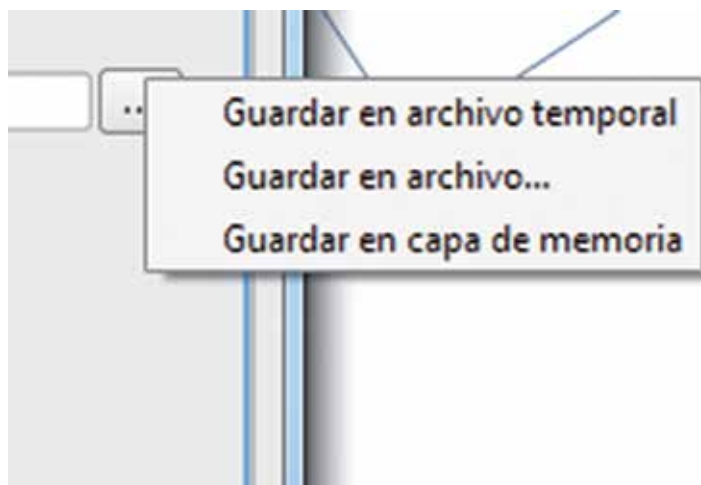 ...
Guardar en archivo temporal
Guardar en archivo...
Guardar en capa de memoria